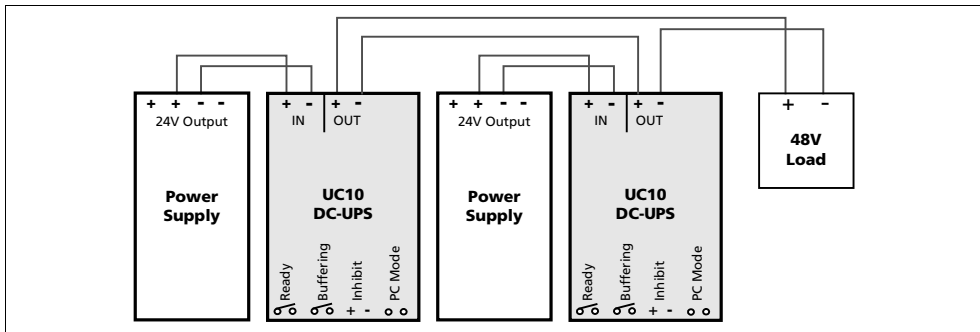 + + - -
24V Output
Power
Supply
+ - + -
IN OUT
UC10
DC-UPS
Ready
Buffering
Inhibit
+ -
PC Mode
+ + - -
24V Output
Power
Supply
+ - + -
IN OUT
UC10
DC-UPS
Ready
Buffering
Inhibit
+ -
PC Mode
+ -
48V
Load